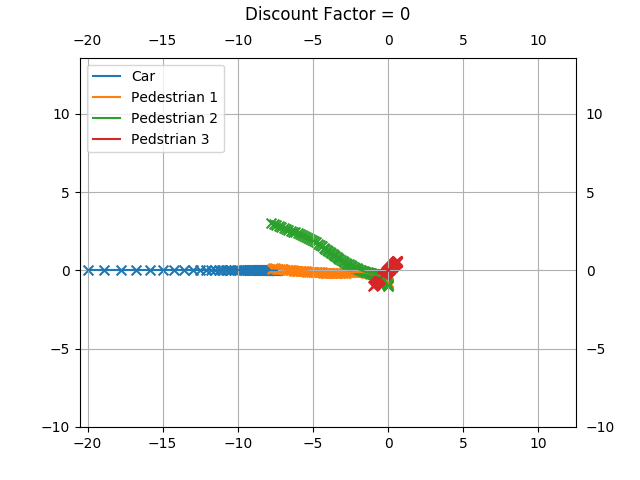 Discount Factor = 0
−20 −15 −10 −5 0 5 10
Car
Pedestrian 1
Pedestrian 2
Pedstrian 3
10 10
5 5
0 0
−5 −5
−10 −10
−20 −15 −10 −5 0 5 10